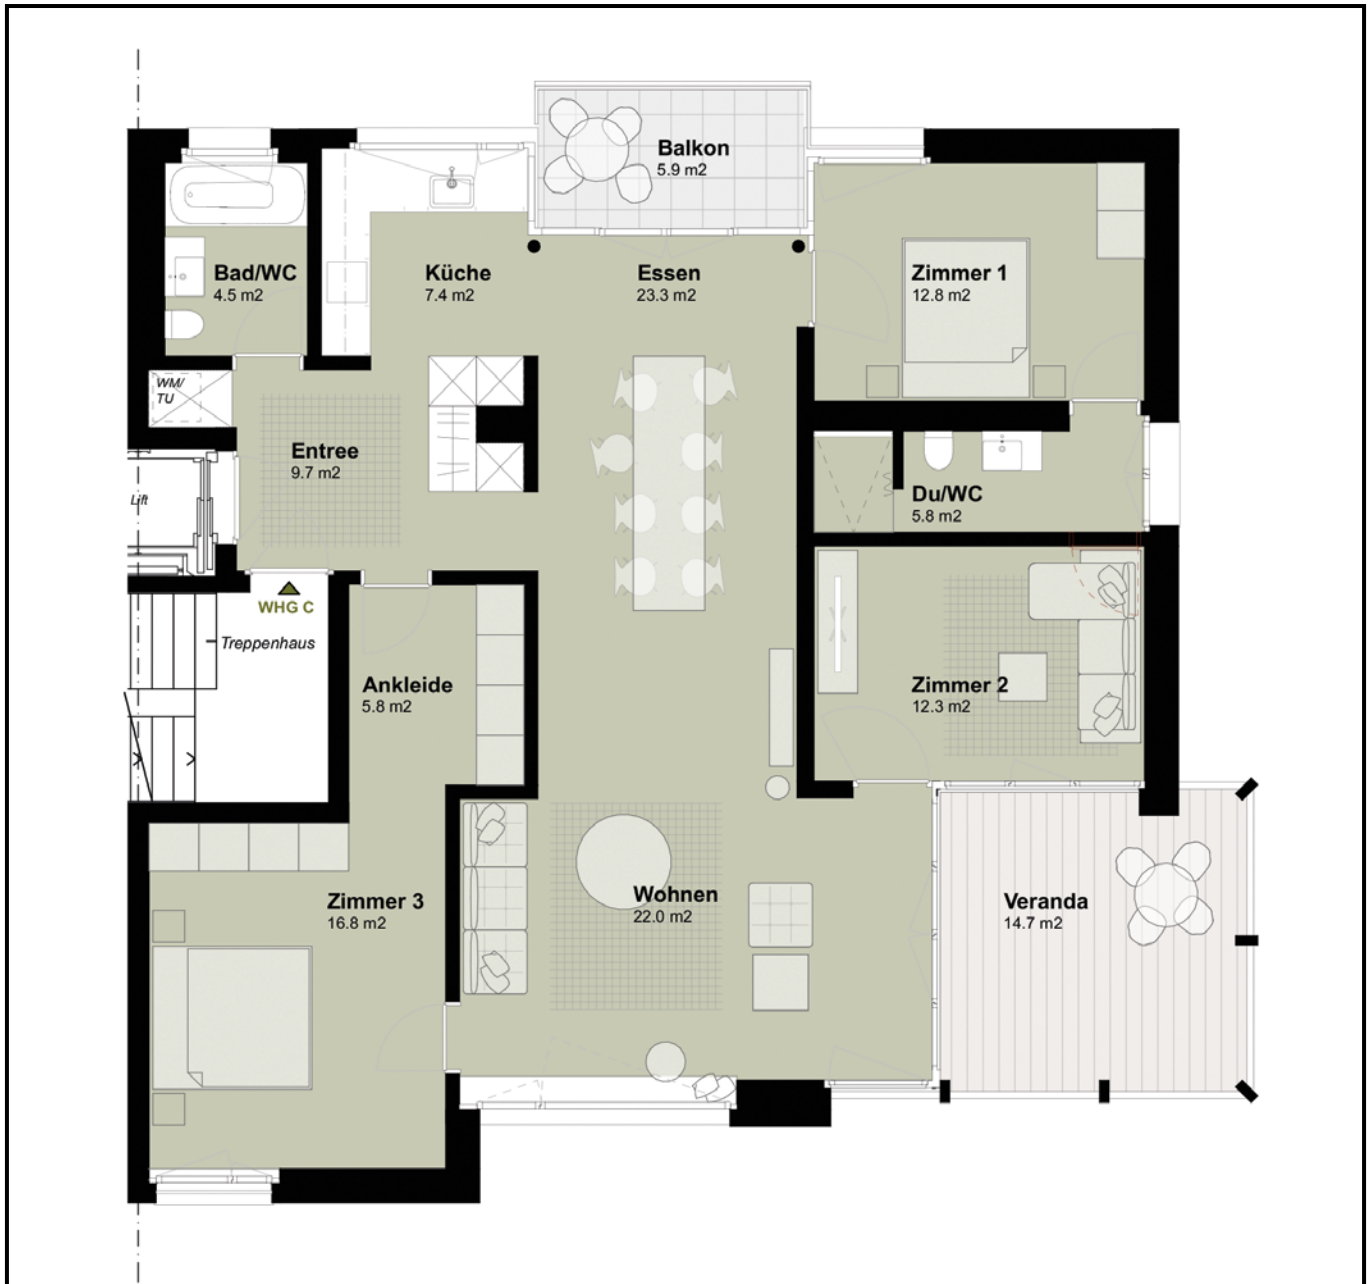 Balkon
5.9 m2
Bad/WC
4.5 m2
Küche
7.4 m2
Essen
23.3 m2
Zimmer 1
12.8 m2
WM/
TU
Entree
9.7 m2
Lift
Du/WC
5.8 m2
WHG C
Treppenhaus
Ankleide
5.8 m2
Zimmer 2
12.3 m2
Zimmer 3
16.8 m2
Wohnen
22.0 m2
Veranda
14.7 m2